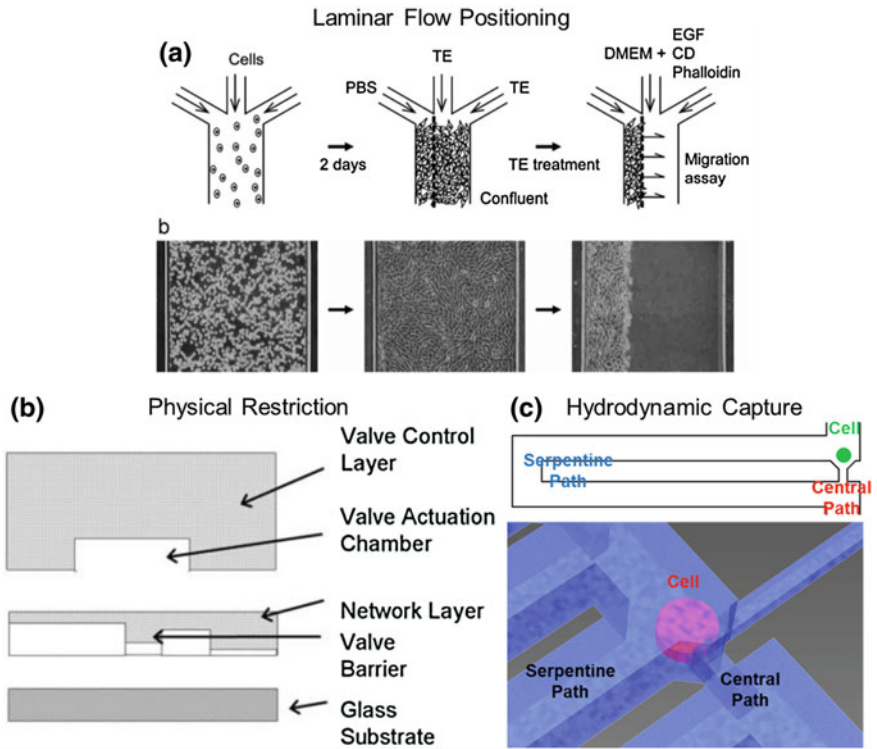 Laminar Flow Positioning
(a)
Cells
2 days
PBS
TE
TE
Confluent
TE treatment
DMEM +
EGF
CD
Phalloidin
Migration
assay
b
(b)
Physical Restriction
Valve Control
Layer
Valve Actuation
Chamber
Network Layer
Valve
Barrier
Glass
Substrate
(c)
Hydrodynamic Capture
Cell
Serpentine
Path
Central
Path
Cell
Serpentine
Path
Central
Path